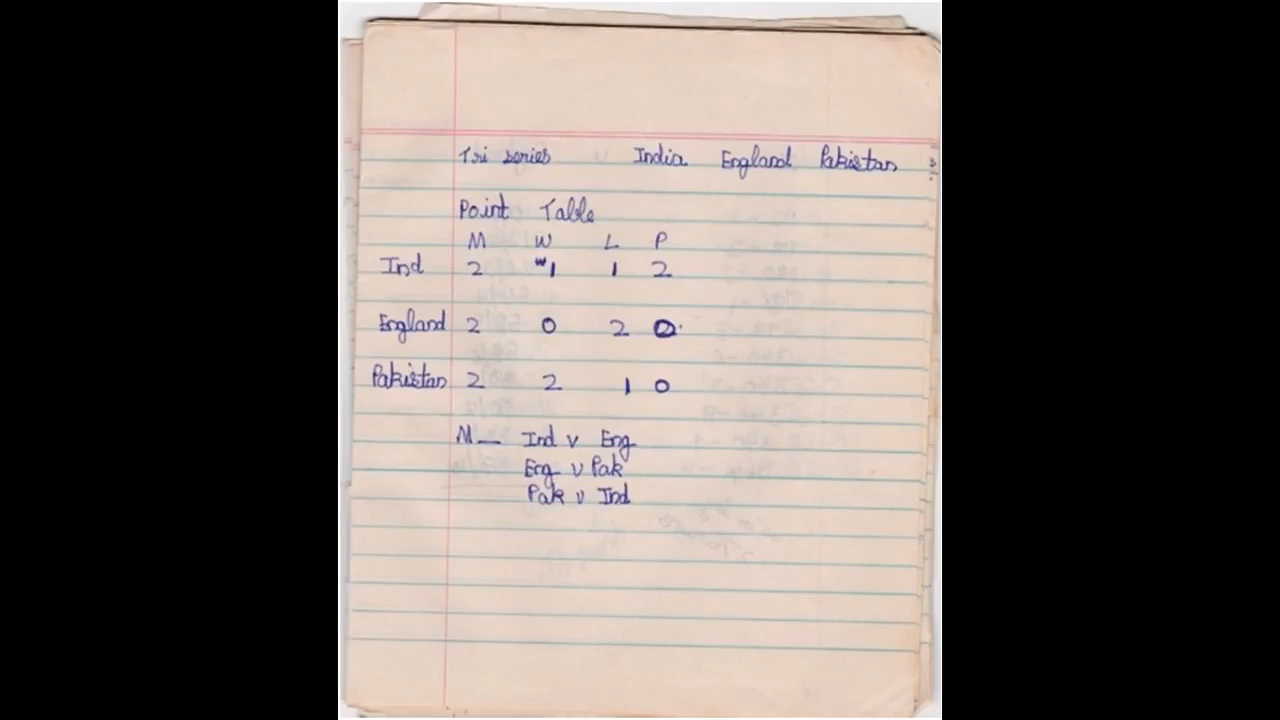 Tri series India England Pakistan
Point Table
M W L P
Ind 2 1 1 2
England 2 0 2 0
Pakistan 2 2 1 0
M — Ind v Eng
Eng v Pak
Pak v Ind